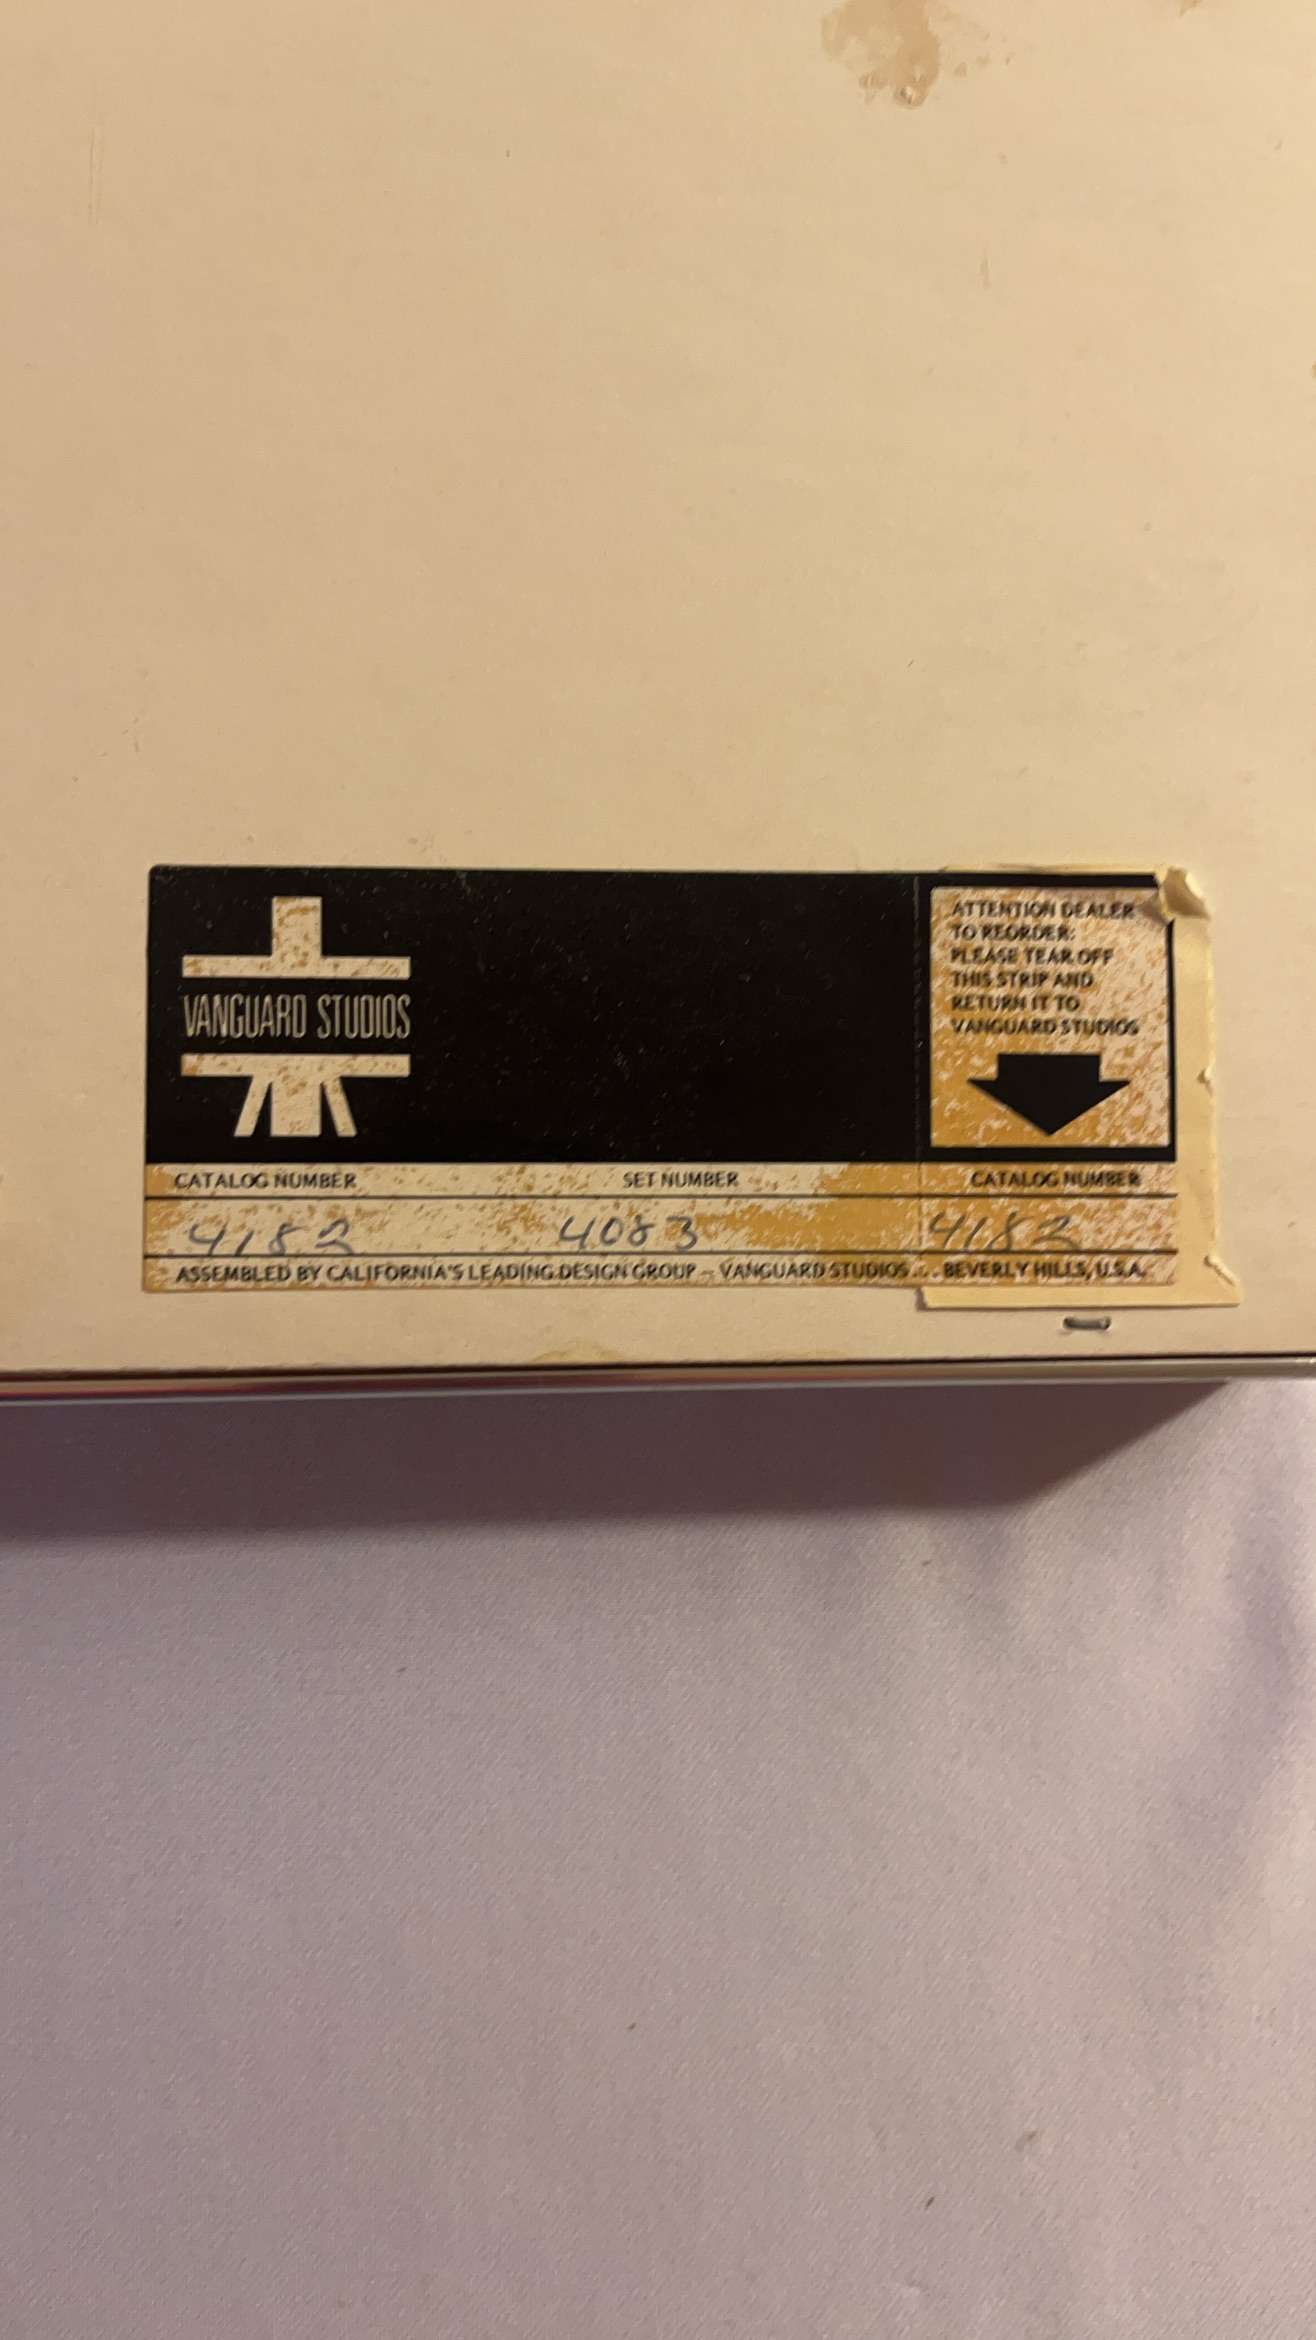 VANGUARD STUDIOS
ATTENTION DEALER
TO REORDER:
PLEASE TEAR OFF
THIS STRIP AND
RETURN IT TO
VANGUARD STUDIOS
CATALOG NUMBER SET NUMBER CATALOG NUMBER
4182 4083 4182
ASSEMBLED BY CALIFORNIA'S LEADING DESIGN GROUP – VANGUARD STUDIOS... BEVERLY HILLS, U.S.A.